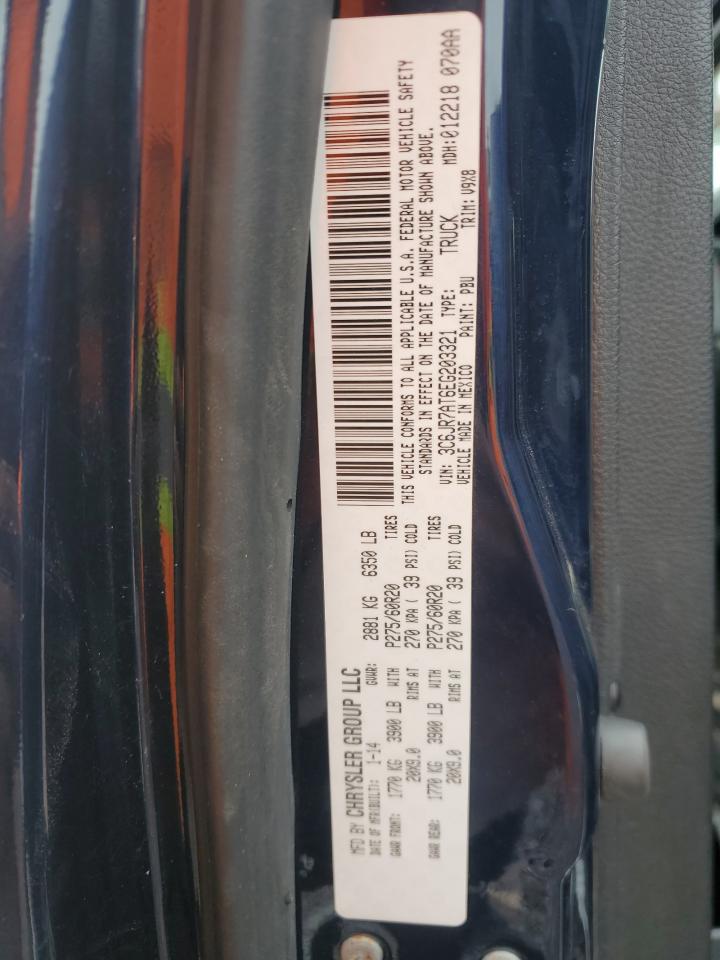 MFD BY CHRYSLER GROUP LLC
DATE OF MFR(BUILT): 1-14 GVWR: 2881 KG 6350 LB
GAWR FRONT: 1770 KG 3900 LB WITH P275/60R20 TIRES
20X9.0 RIMS AT 270 KPA ( 39 PSI) COLD
GAWR REAR: 1770 KG 3900 LB WITH P275/60R20 TIRES
20X9.0 RIMS AT 270 KPA ( 39 PSI) COLD
THIS VEHICLE CONFORMS TO ALL APPLICABLE U.S.A. FEDERAL MOTOR VEHICLE SAFETY
STANDARDS IN EFFECT ON THE DATE OF MANUFACTURE SHOWN ABOVE.
VIN: 3C6JR7AT6EG203321 TYPE: TRUCK MDH:012218 070AA
VEHICLE MADE IN MEXICO PAINT: PBU TRIM: V9X8